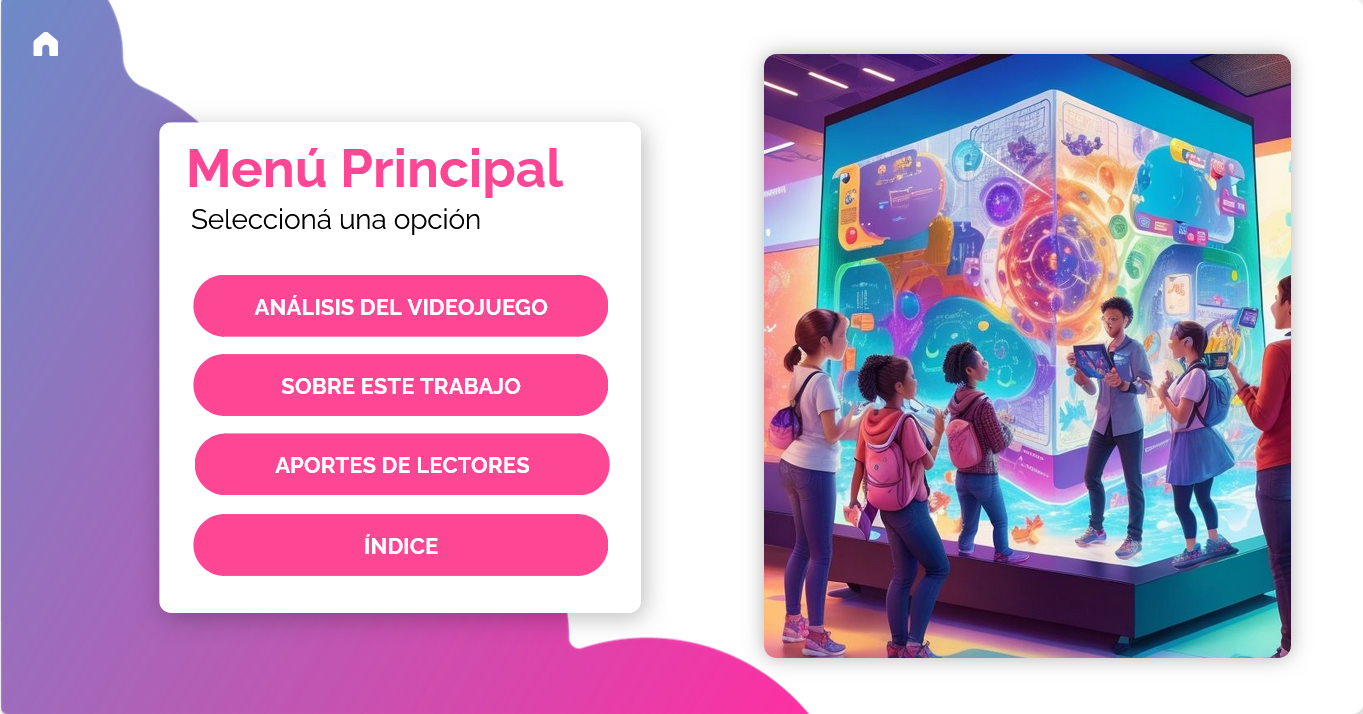 Menú Principal
Seleccioná una opción
ANÁLISIS DEL VIDEOJUEGO
SOBRE ESTE TRABAJO
APORTES DE LECTORES
ÍNDICE